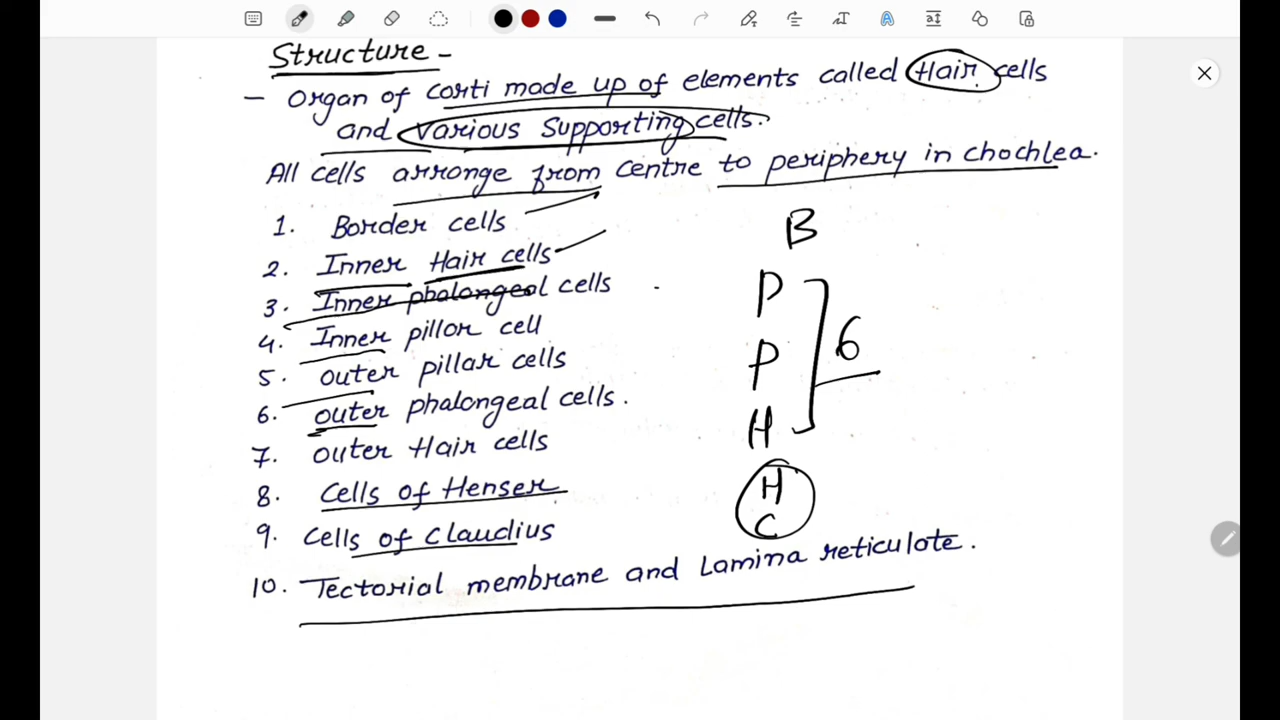 Structure -
- Organ of corti made up of elements called Hair cells
and various Supporting cells.
All cells arronge from centre to periphery in chochlea.
1. Border cells
2. Inner Hair cells
3. Inner phalongeal cells
4. Inner pillor cell
5. outer pillar cells
6. outer phalongeal cells.
7. outer Hair cells
8. Cells of Henser
9. Cells of Claudius
10. Tectorial membrane and Lamina reticulate.
B
P
P
6
H
H
C